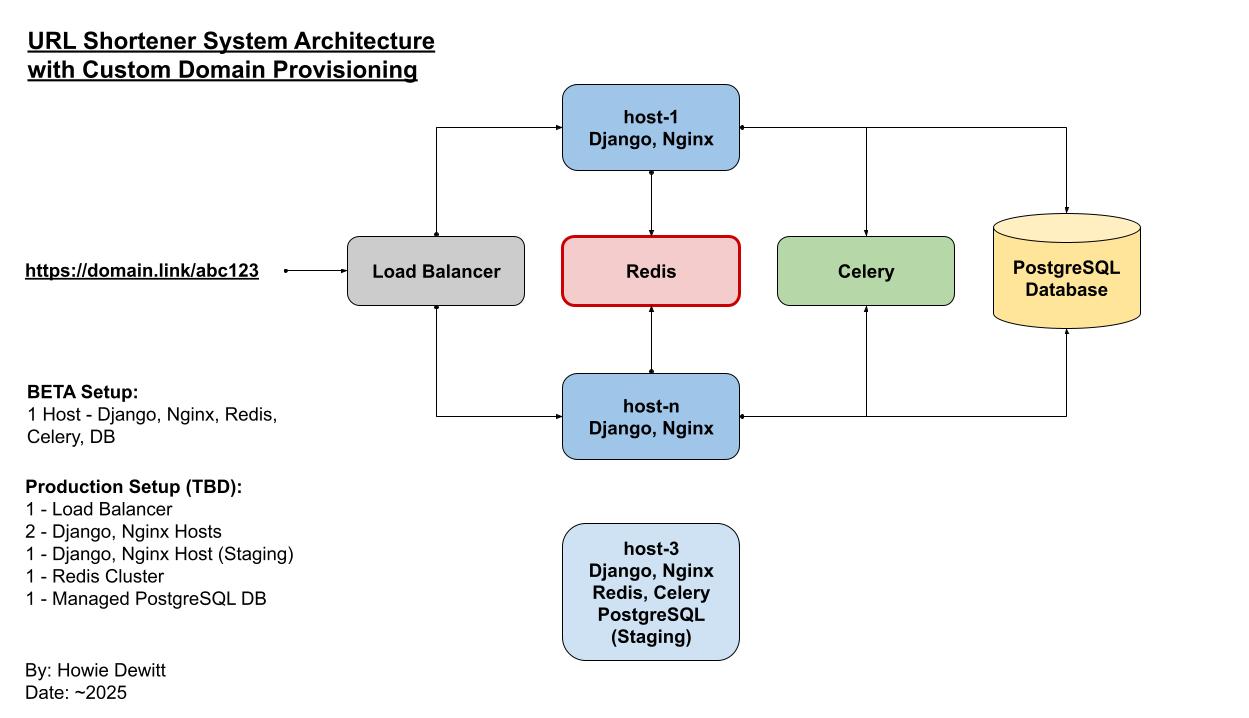 URL Shortener System Architecture
with Custom Domain Provisioning
host-1
Django, Nginx
https://domain.link/abc123
Load Balancer
Redis
Celery
PostgreSQL
Database
host-n
Django, Nginx
BETA Setup:
1 Host - Django, Nginx, Redis,
Celery, DB
Production Setup (TBD):
1 - Load Balancer
2 - Django, Nginx Hosts
1 - Django, Nginx Host (Staging)
1 - Redis Cluster
1 - Managed PostgreSQL DB
host-3
Django, Nginx
Redis, Celery
PostgreSQL
(Staging)
By: Howie Dewitt
Date: ~2025